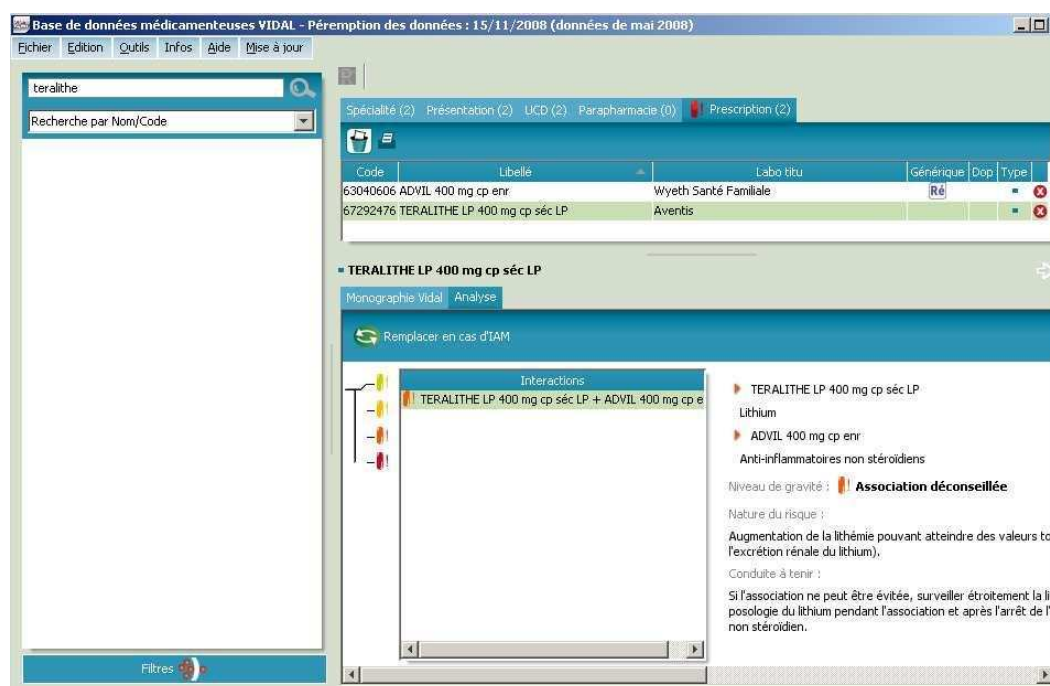 Base de données médicamenteuses VIDAL - Péremption des données : 15/11/2008 (données de mai 2008)
Fichier Edition Outils Infos Aide Mise à jour
teralithe
Recherche par Nom/Code
Spécialité (2) Présentation (2) UCD (2) Parapharmacie (0) Prescription (2)
Code Libellé Labo titu Générique Dop Type
63040606 ADVIL 400 mg cp enr Wyeth Santé Familiale Ré
67292476 TERALITHE LP 400 mg cp séc LP Aventis
TERALITHE LP 400 mg cp séc LP
Monographie Vidal Analyse
Remplacer en cas d'IAM
Interactions
TERALITHE LP 400 mg cp séc LP + ADVIL 400 mg cp e
TERALITHE LP 400 mg cp séc LP
Lithium
ADVIL 400 mg cp enr
Anti-inflammatoires non stéroïdiens
Niveau de gravité : Association déconseillée
Nature du risque :
Augmentation de la lithémie pouvant atteindre des valeurs to
l'excrétion rénale du lithium).
Conduite à tenir :
Si l'association ne peut être évitée, surveiller étroitement la li
posologie du lithium pendant l'association et après l'arrêt de l'
non stéroïdien.
Filtres